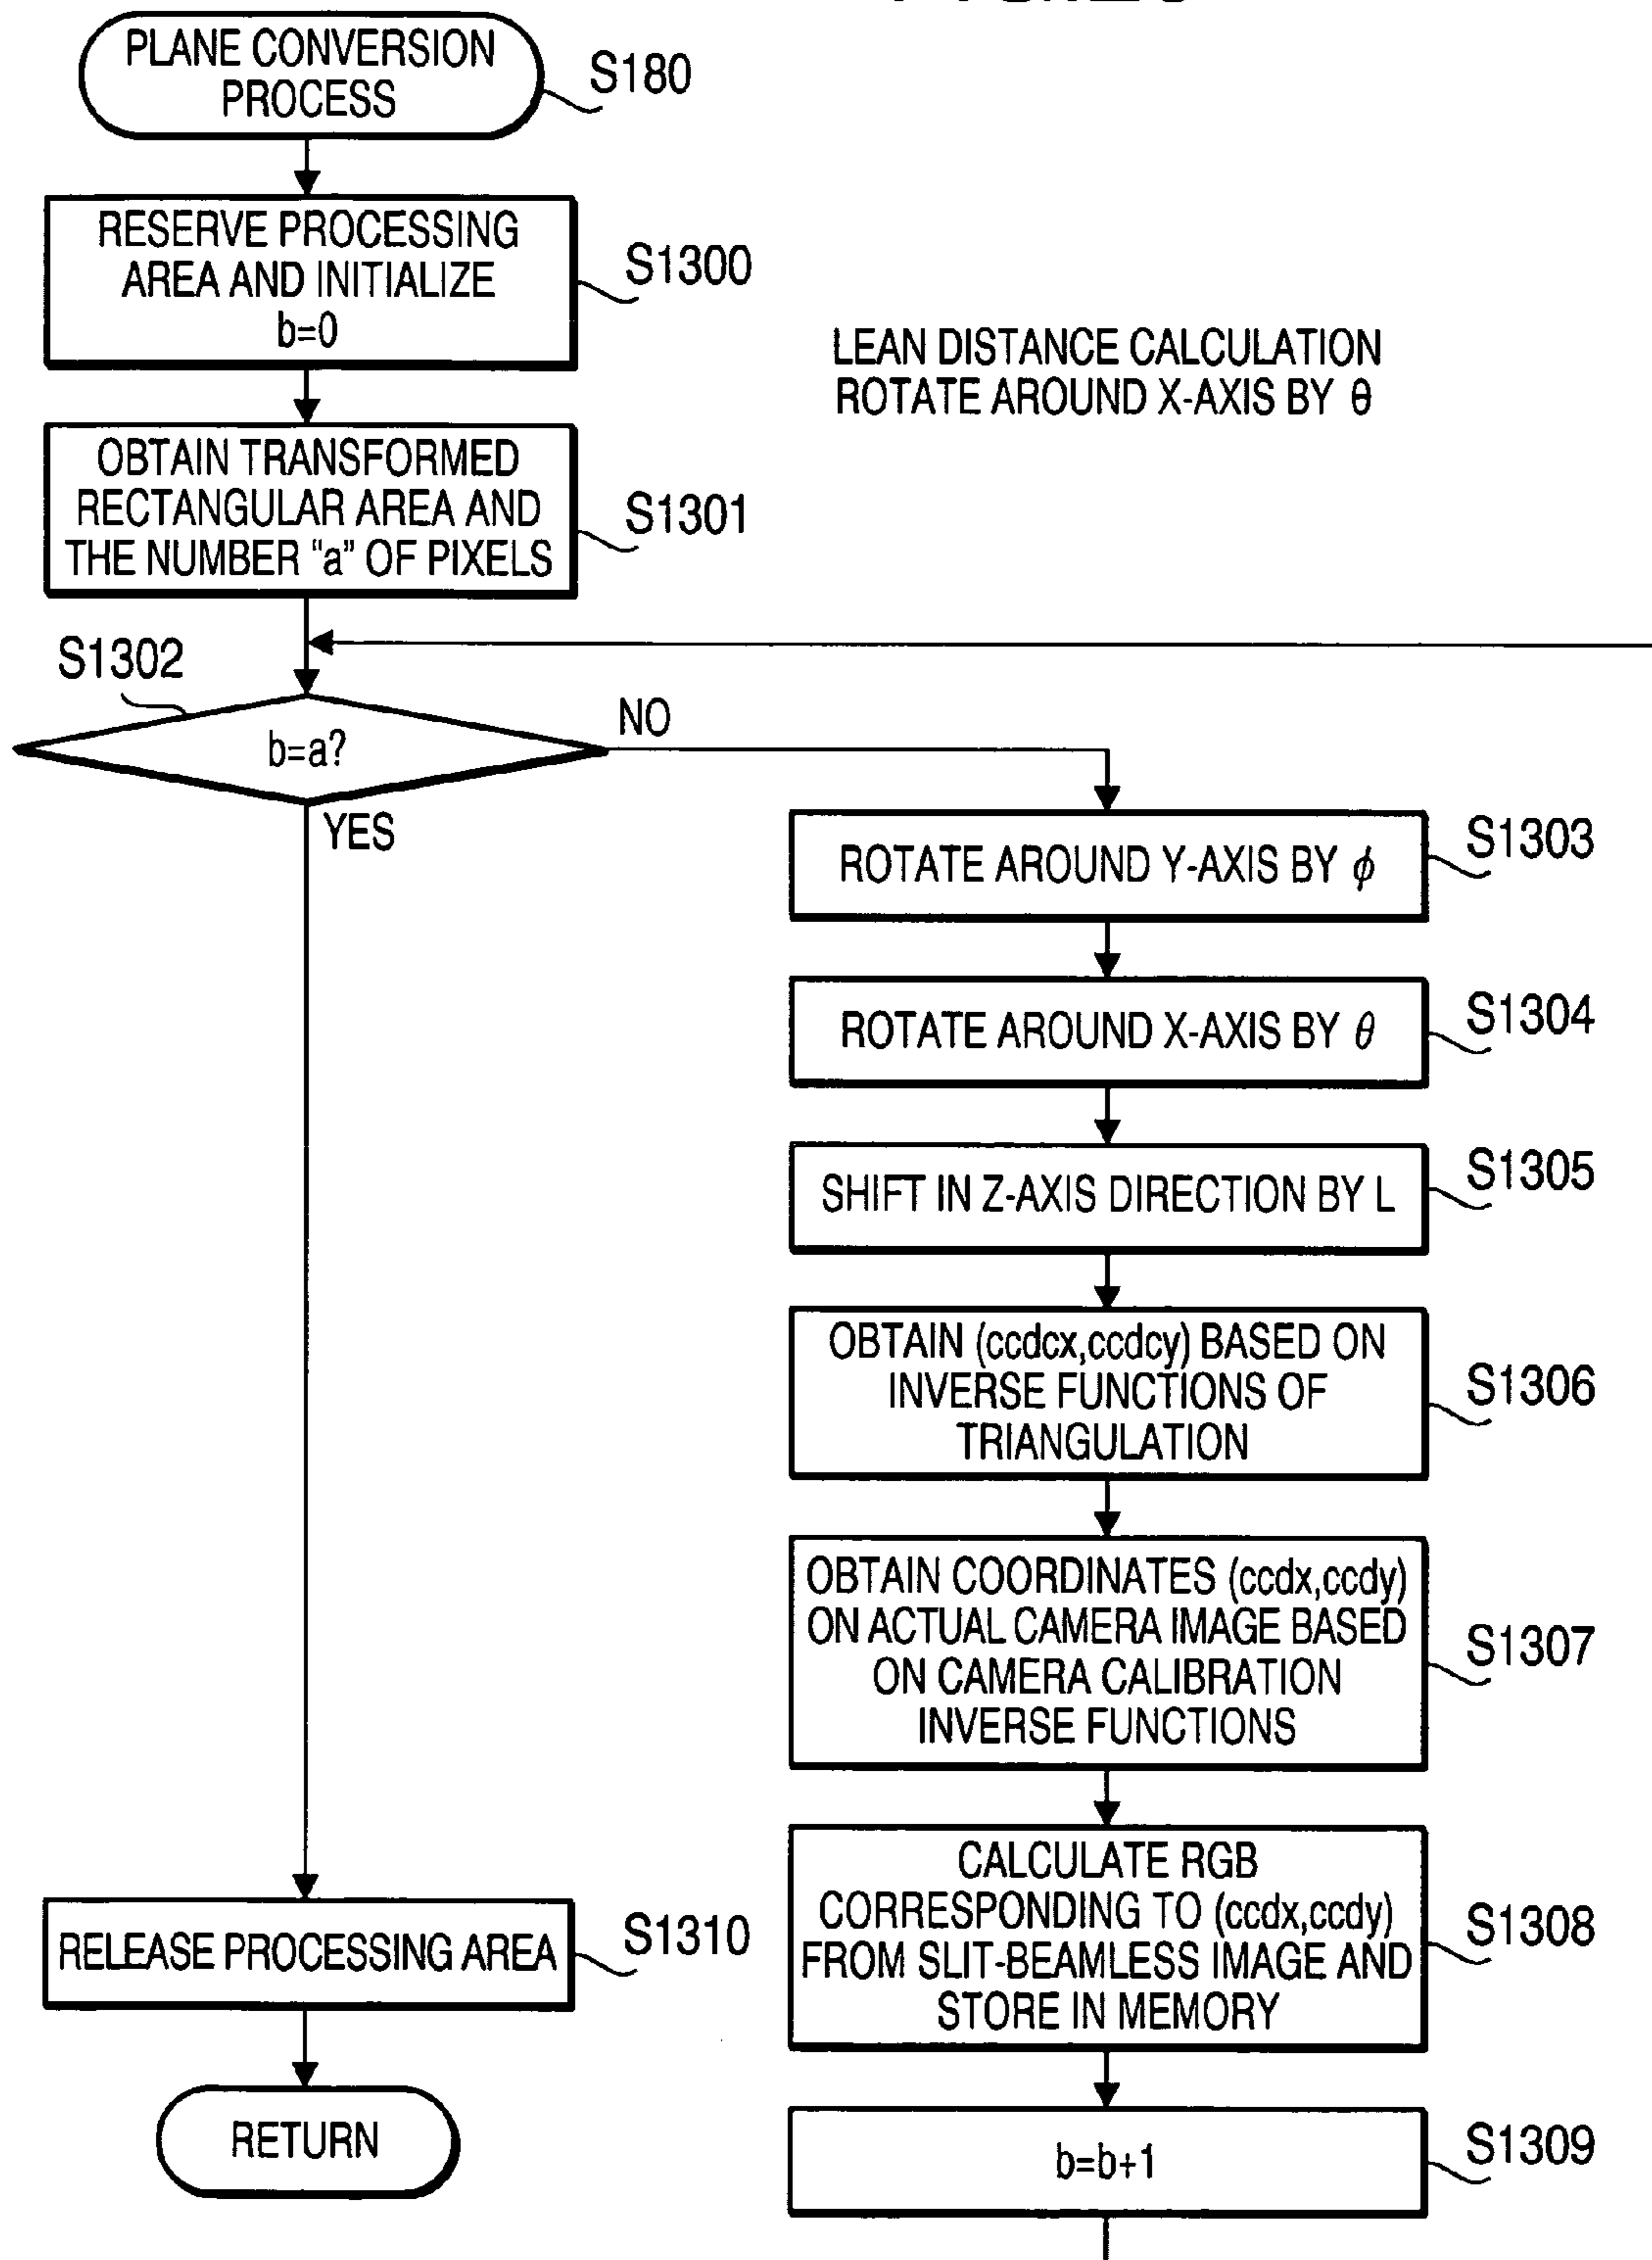 PLANE CONVERSION
PROCESS
S180
RESERVE PROCESSING
AREA AND INITIALIZE
b=0
S1300
LEAN DISTANCE CALCULATION
ROTATE AROUND X-AXIS BY θ
OBTAIN TRANSFORMED
RECTANGULAR AREA AND
THE NUMBER "a" OF PIXELS
S1301
S1302
b=a?
NO
YES
ROTATE AROUND Y-AXIS BY ϕ
S1303
ROTATE AROUND X-AXIS BY θ
S1304
SHIFT IN Z-AXIS DIRECTION BY L
S1305
OBTAIN (ccdcx,ccdcy) BASED ON
INVERSE FUNCTIONS OF
TRIANGULATION
S1306
OBTAIN COORDINATES (ccdx,ccdy)
ON ACTUAL CAMERA IMAGE BASED
ON CAMERA CALIBRATION
INVERSE FUNCTIONS
S1307
CALCULATE RGB
CORRESPONDING TO (ccdx,ccdy)
FROM SLIT-BEAMLESS IMAGE AND
STORE IN MEMORY
S1308
RELEASE PROCESSING AREA
S1310
RETURN
b=b+1
S1309